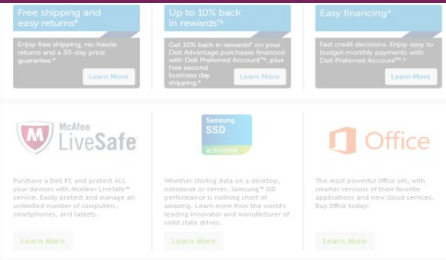 Free shipping and
easy returns*
Enjoy free shipping, no-hassle
returns and a 30-day price
guarantee.*
Learn More
Up to 10% back
in rewards*⁸
Get 10% back in rewards* on your
Dell Advantage purchases financed
with Dell Preferred Account™, plus
free second
business day
shipping.*
Learn More
Easy financing^
Fast credit decisions. Enjoy easy to
budget monthly payments with
Dell Preferred Account™.^
Learn More
McAfee
LiveSafe
Purchase a Dell PC and protect ALL
your devices with McAfee® LiveSafe™
service. Easily protect and manage an
unlimited number of computers,
smartphones, and tablets.
Learn More
Samsung
SSD
activated
Whether storing data on a desktop,
notebook or server, Samsung™ SSD
performance is nothing short of
amazing. Learn more from the world's
leading innovator and manufacturer of
solid state drives.
Learn More
Office
The most powerful Office yet, with
smarter versions of their favorite
applications and new cloud services.
Buy Office today!
Learn More